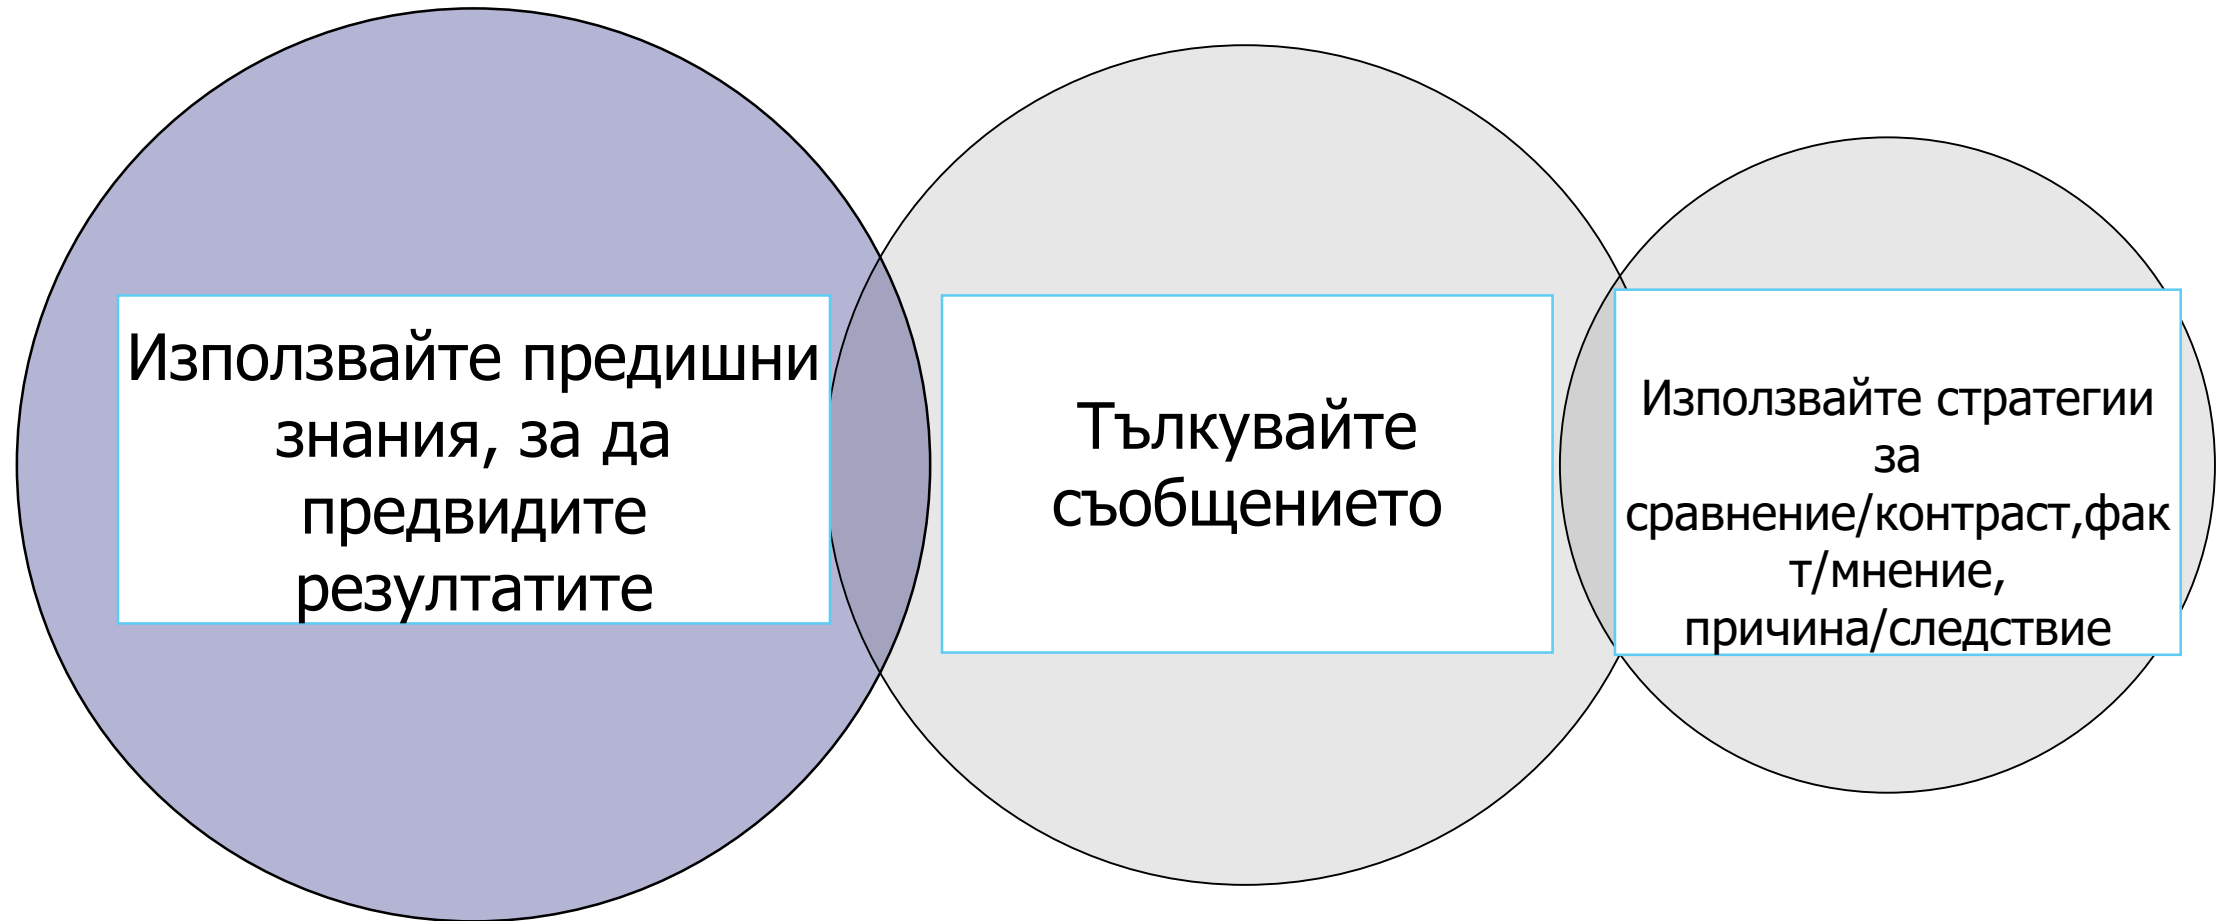 Използвайте предишни
знания, за да
предвидите
резултатите
Тълкувайте
съобщението
Използвайте стратегии
за
сравнение/контраст,фак
т/мнение,
причина/следствие